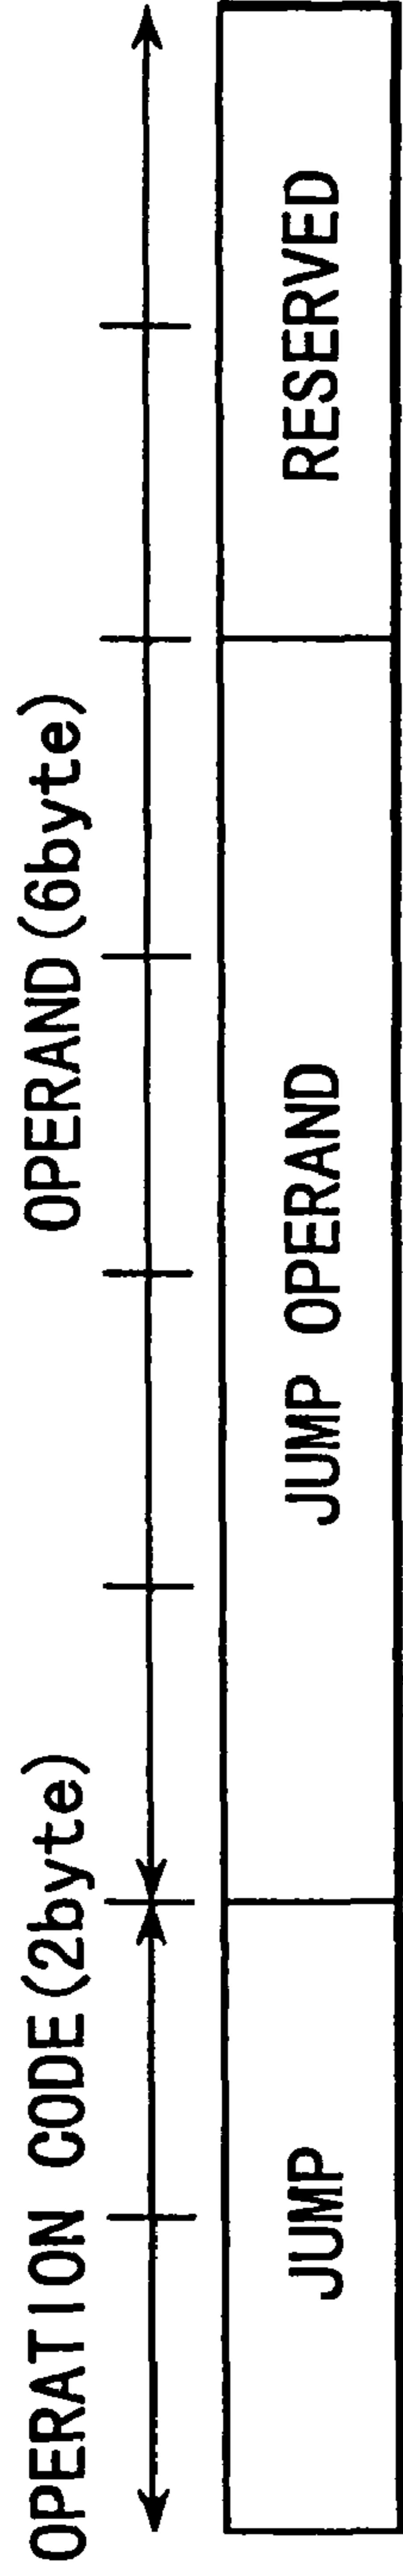 OPERATION CODE(2byte)
OPERAND(6byte)
JUMP
JUMP OPERAND
RESERVED